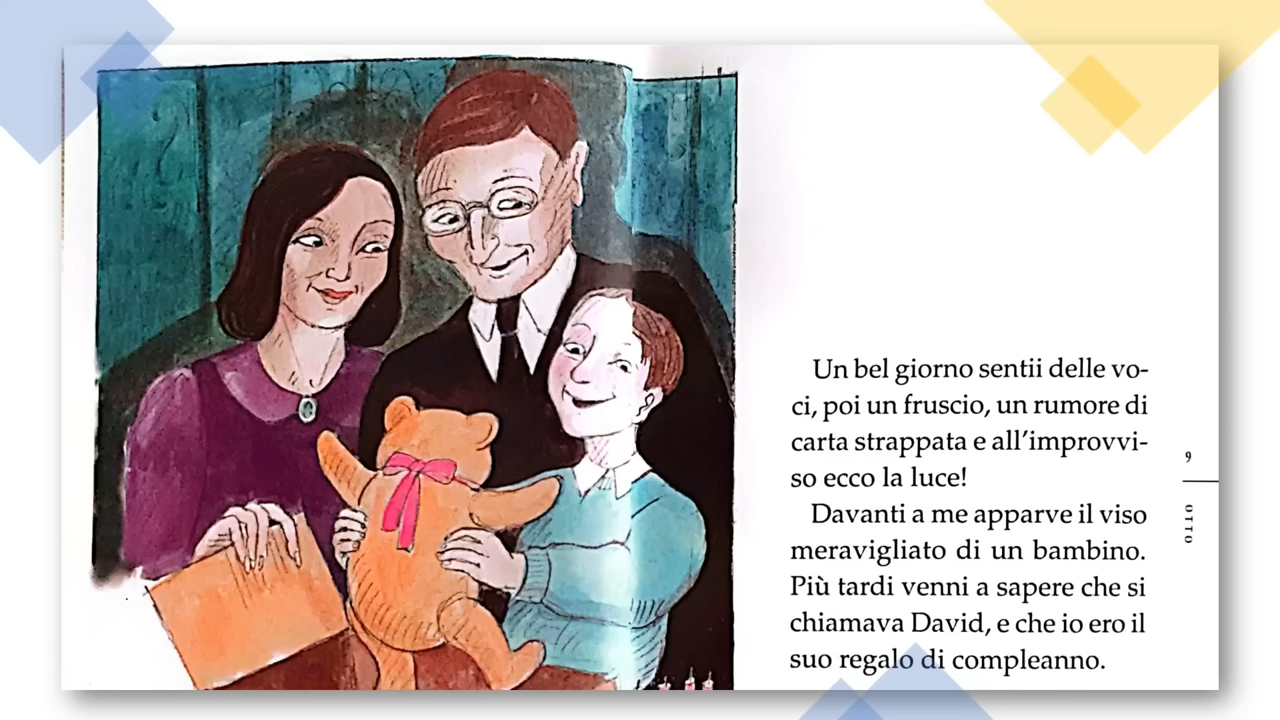 Un bel giorno sentii delle vo-
ci, poi un fruscio, un rumore di
carta strappata e all'improvvi-
so ecco la luce!
Davanti a me apparve il viso
meravigliato di un bambino.
Più tardi venni a sapere che si
chiamava David, e che io ero il
suo regalo di compleanno.
9
OTTO